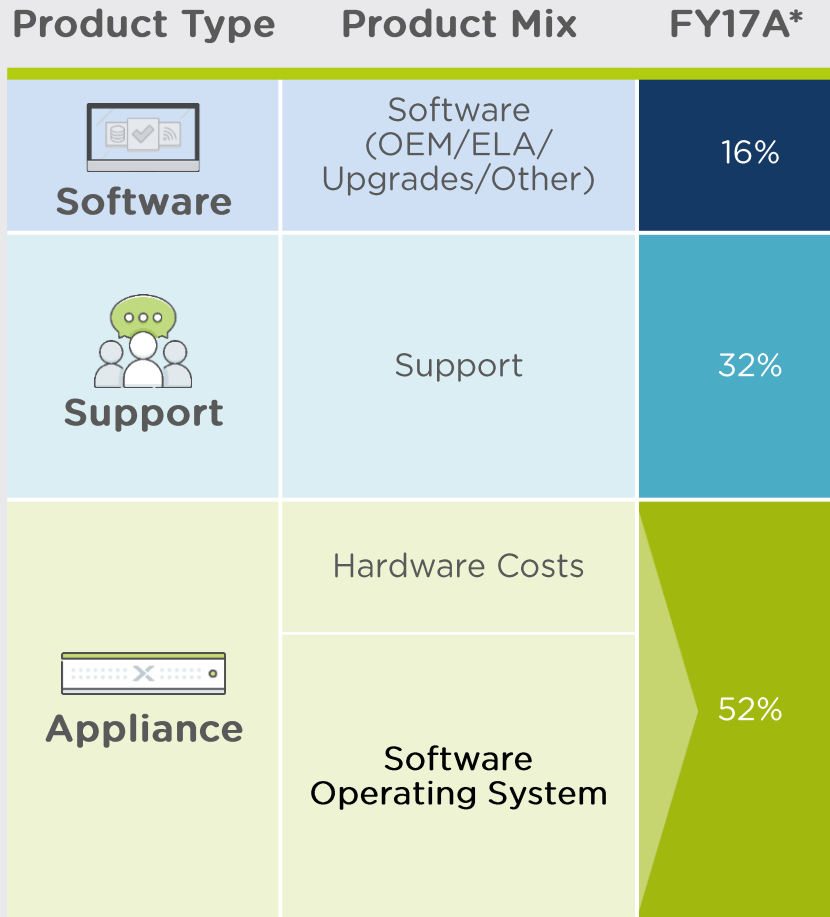 Product Type Product Mix FY17A*
Software
(OEM/ELA/
Upgrades/Other)
16%
Software
Support
32%
Support
Hardware Costs
52%
Appliance
Software
Operating System